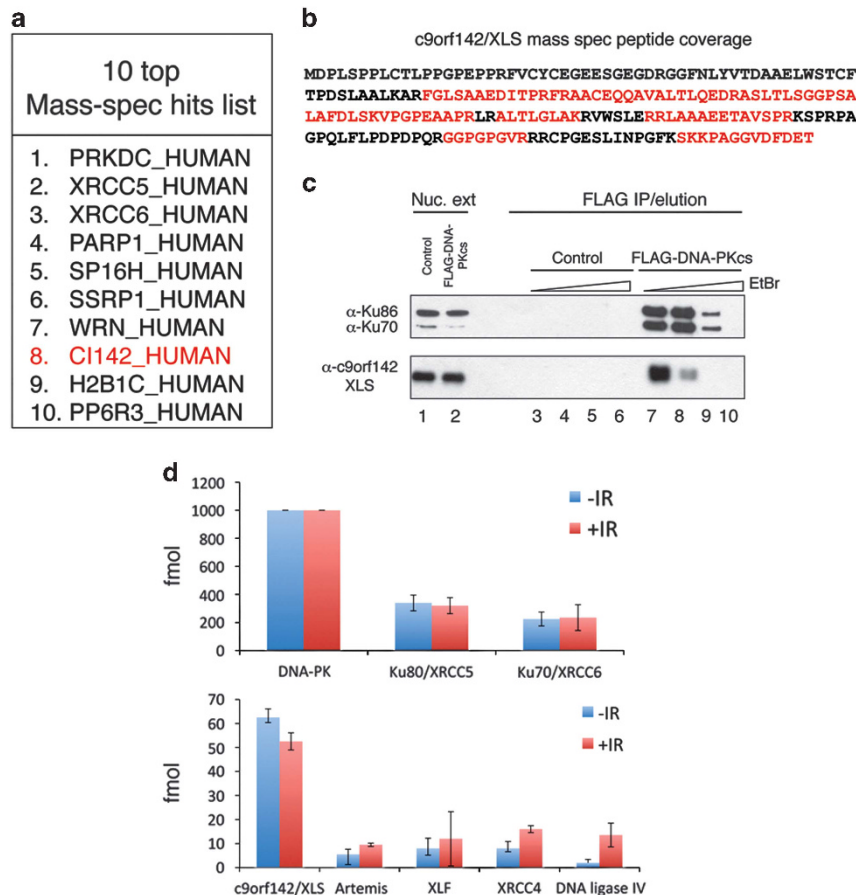 a
10 top
Mass-spec hits list
1. PRKDC_HUMAN
2. XRCC5_HUMAN
3. XRCC6_HUMAN
4. PARP1_HUMAN
5. SP16H_HUMAN
6. SSRP1_HUMAN
7. WRN_HUMAN
8. CI142_HUMAN
9. H2B1C_HUMAN
10. PP6R3_HUMAN
b
c9orf142/XLS mass spec peptide coverage
MDPLSPPLCTLPPGPEPPRFVCYCEGEESGEGDRGGFNLYVTDAAELWSTCF
TPDSLAALKARFGLSAAEDITPRFRAACEQQAVALTLQEDRASLTLSGGPSA
LAFDLSKVPGPEAAPRLRALTLGLAKRVWSLERRLAAAEETAVSPRKSPRPA
GPQLFLPDPDPQRGGPGPGVRRRCPGESLINPGFKSKKPAGGVDFDET
c
Nuc. ext
FLAG IP/elution
Control
FLAG-DNA-PKcs
Control
FLAG-DNA-PKcs
EtBr
α-Ku86
α-Ku70
α-c9orf142
XLS
1 2 3 4 5 6 7 8 9 10
d
1200
1000
800
600
400
200
0
fmol
-IR
+IR
DNA-PK Ku80/XRCC5 Ku70/XRCC6
70
60
50
40
30
20
10
0
fmol
-IR
+IR
c9orf142/XLS Artemis XLF XRCC4 DNA ligase IV